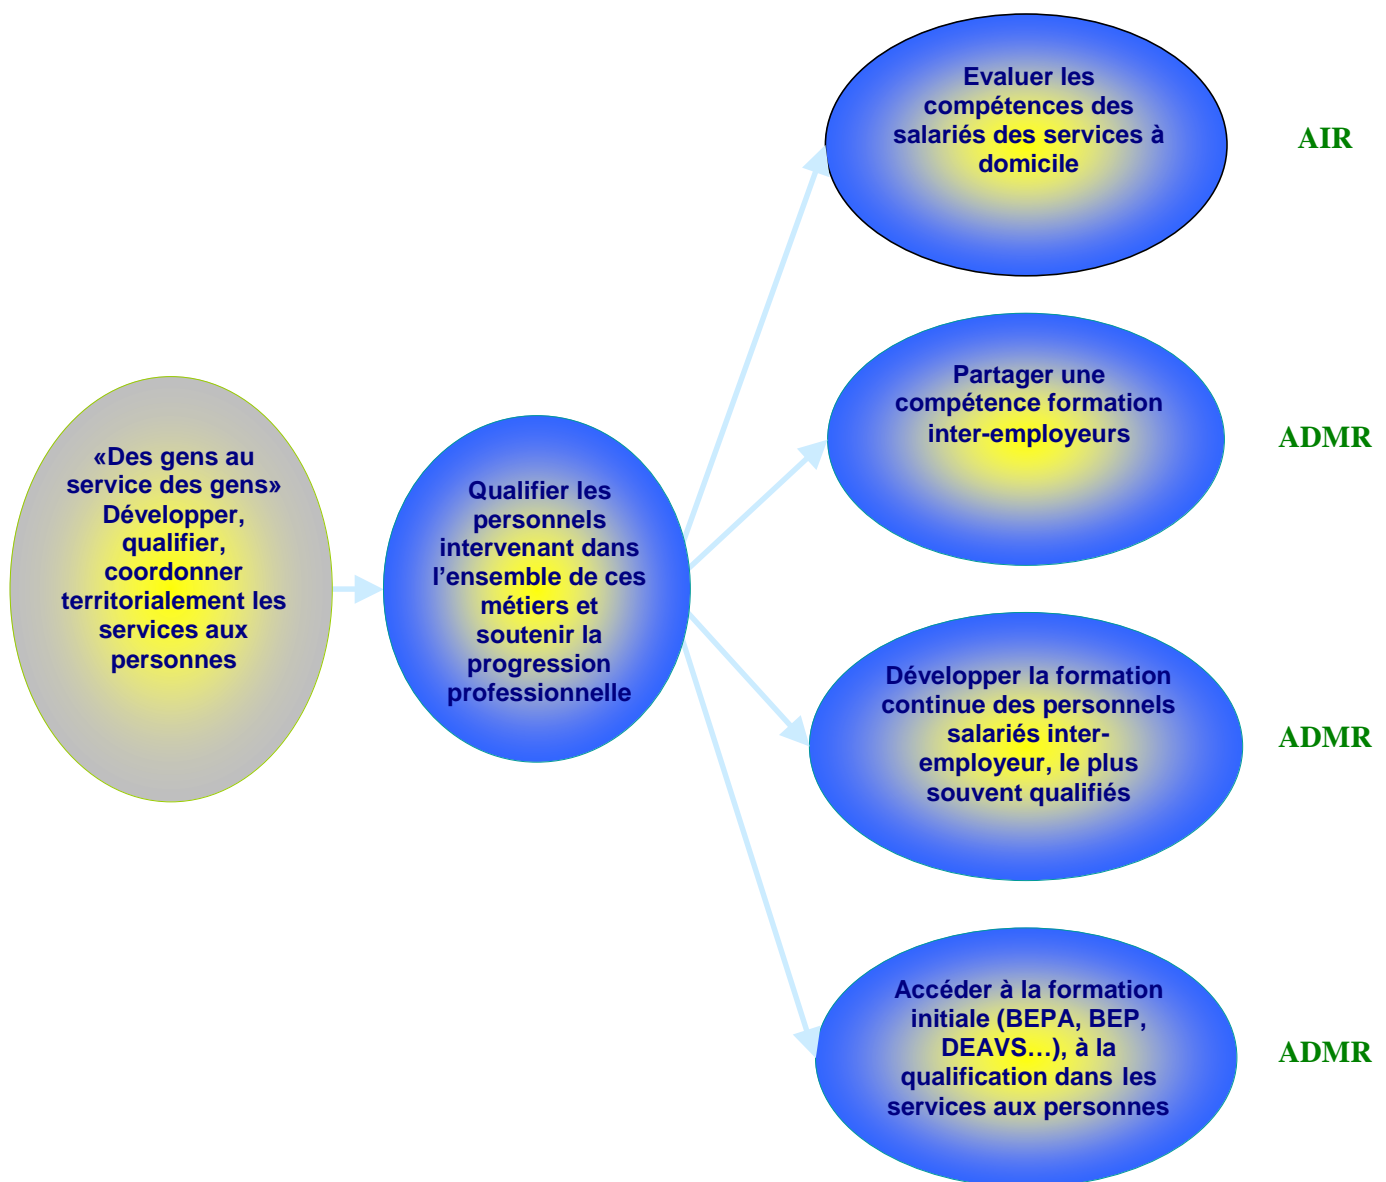 «Des gens au
service des gens»
Développer,
qualifier,
coordonner
territorialement les
services aux
personnes
Qualifier les
personnels
intervenant dans
l’ensemble de ces
métiers et
soutenir la
progression
professionnelle
Evaluer les
compétences des
salariés des services à
domicile
AIR
Partager une
compétence formation
inter-employeurs
ADMR
Développer la formation
continue des personnels
salariés inter-
employeur, le plus
souvent qualifiés
ADMR
Accéder à la formation
initiale (BEPA, BEP,
DEAVS…), à la
qualification dans les
services aux personnes
ADMR